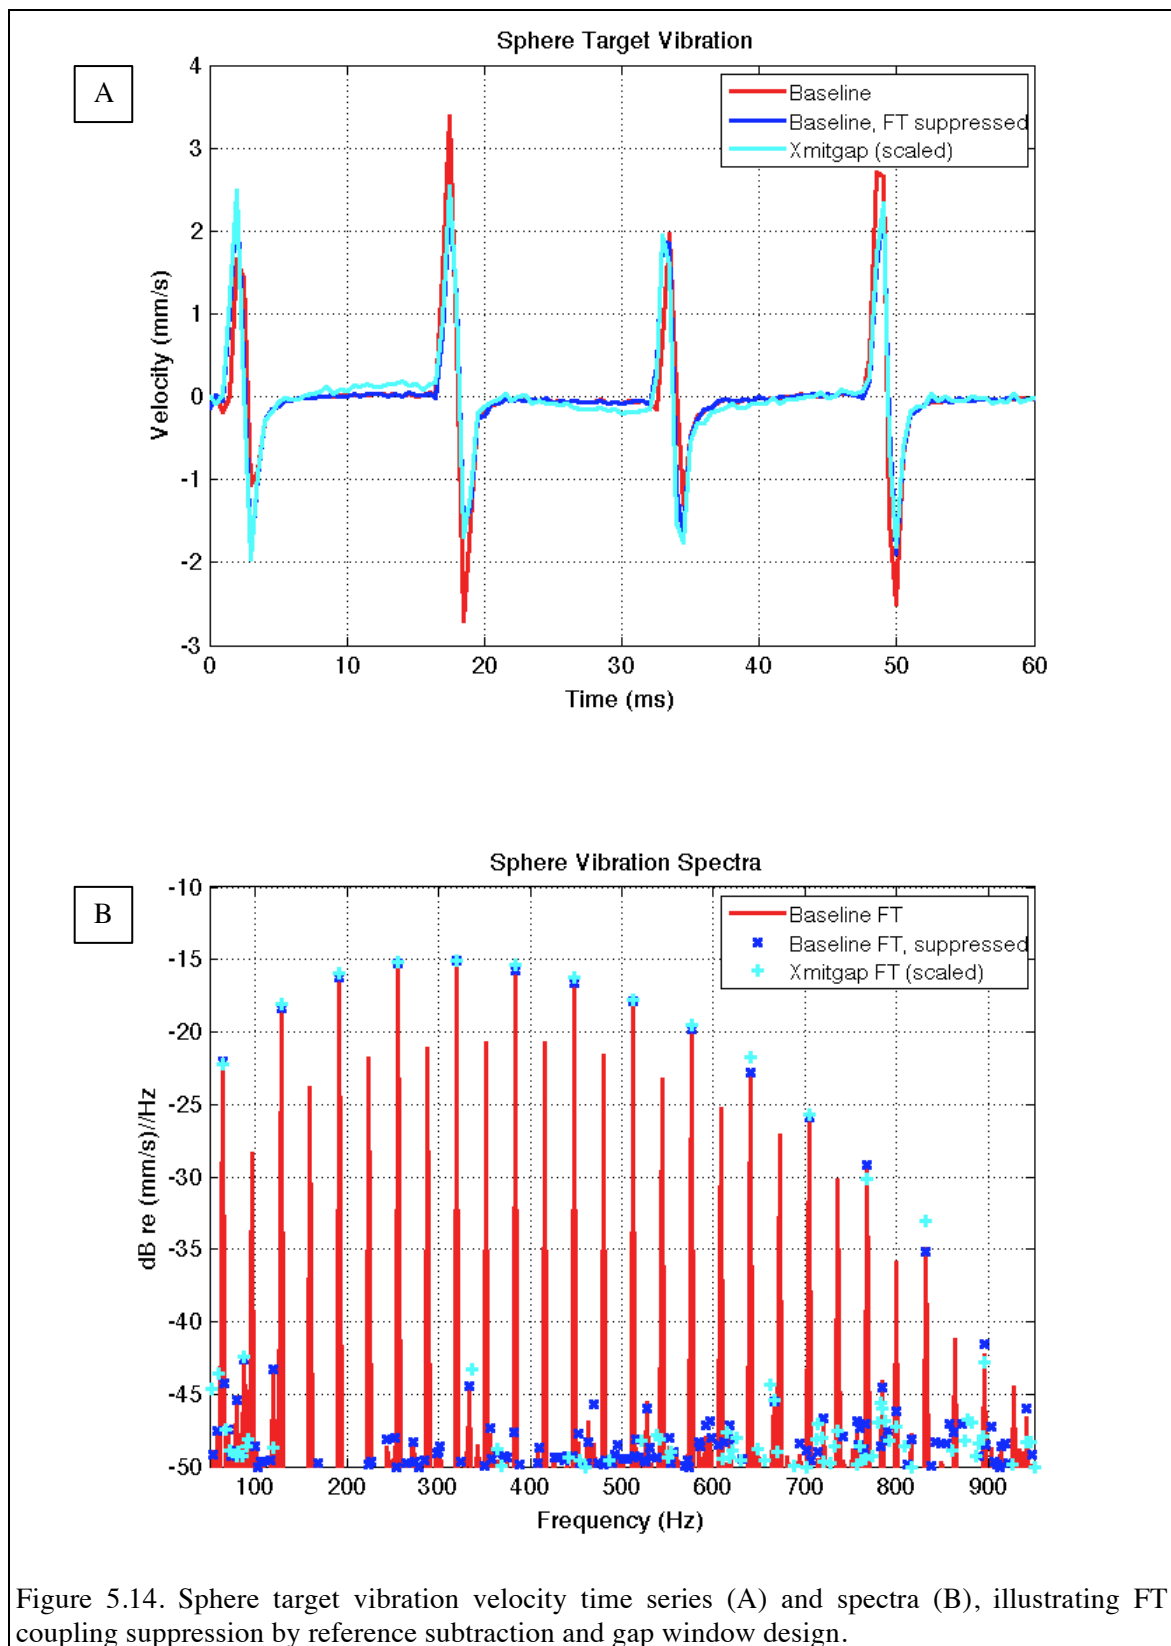 Sphere Target Vibration
A
4
3
2
1
0
-1
-2
-3
Velocity (mm/s)
Baseline
Baseline, FT suppressed
Xmitgap (scaled)
0 10 20 30 40 50 60
Time (ms)
Sphere Vibration Spectra
B
-10
-15
-20
-25
-30
-35
-40
-45
-50
dB re (mm/s)//Hz
Baseline FT
Baseline FT, suppressed
Xmitgap FT (scaled)
100 200 300 400 500 600 700 800 900
Frequency (Hz)
Figure 5.14. Sphere target vibration velocity time series (A) and spectra (B), illustrating FT
coupling suppression by reference subtraction and gap window design.